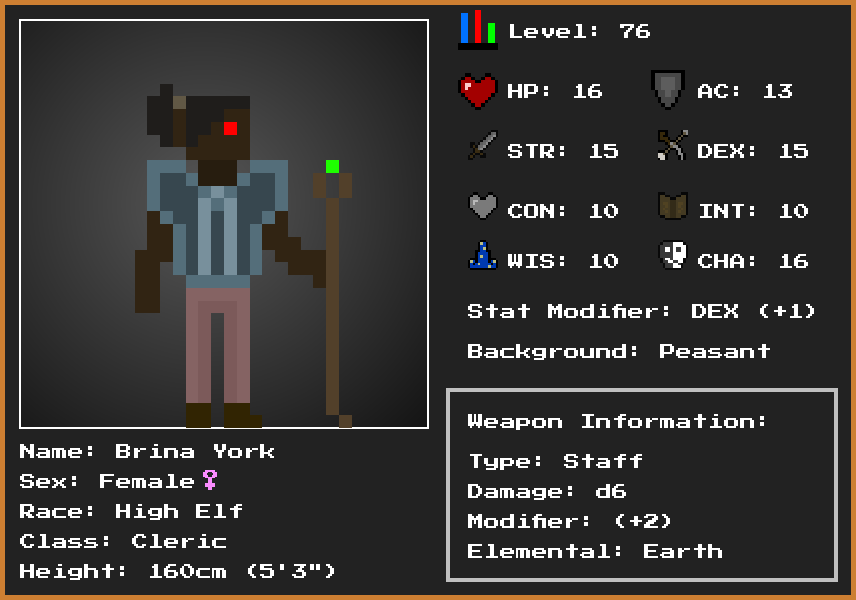 Level: 76
HP: 16 AC: 13
STR: 15 DEX: 15
CON: 10 INT: 10
WIS: 10 CHA: 16
Stat Modifier: DEX (+1)
Background: Peasant
Weapon Information:
Type: Staff
Damage: d6
Modifier: (+2)
Elemental: Earth
Name: Brina York
Sex: Female♀
Race: High Elf
Class: Cleric
Height: 160cm (5'3")